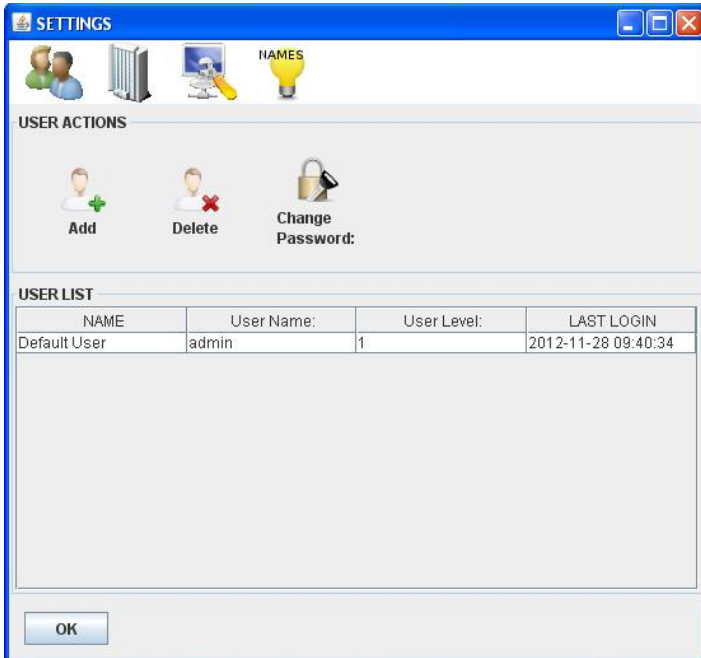 SETTINGS
NAMES
USER ACTIONS
Add
Delete
Change
Password:
USER LIST
NAME User Name: User Level: LAST LOGIN
Default User admin 1 2012-11-28 09:40:34
OK